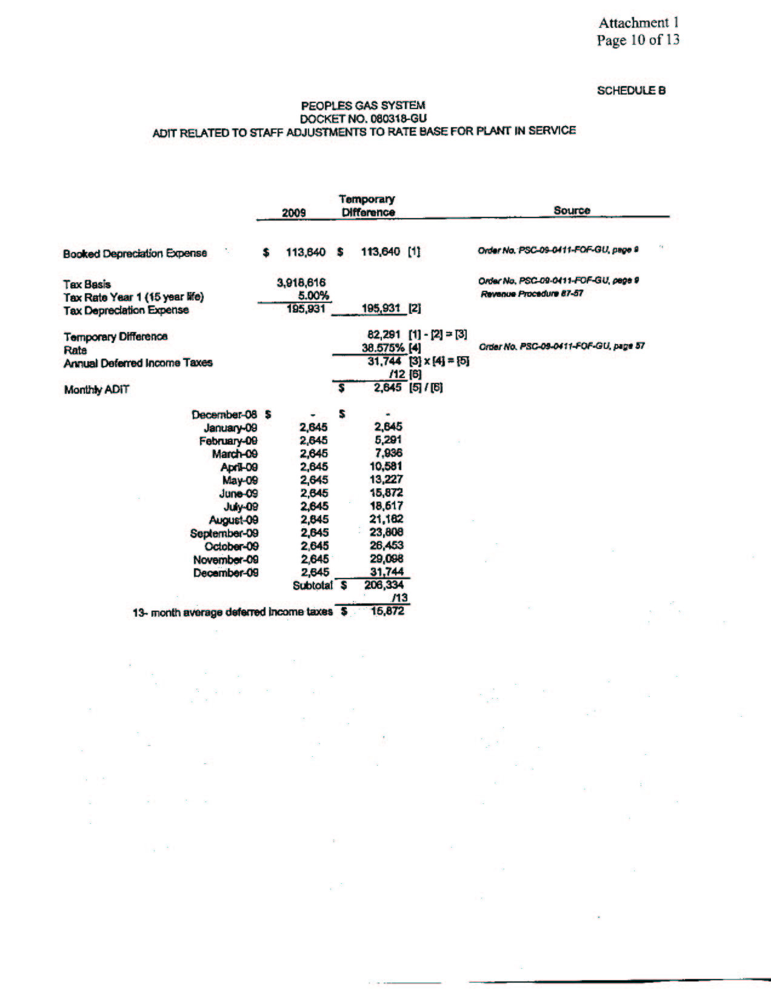 Attachment 1
Page 10 of 13
SCHEDULE B
PEOPLES GAS SYSTEM
DOCKET NO. 080318-GU
ADIT RELATED TO STAFF ADJUSTMENTS TO RATE BASE FOR PLANT IN SERVICE
Temporary
2009 Difference Source
Booked Depreciation Expense $ 113,640 $ 113,640 [1] Order No. PSC-09-0411-FOF-GU, page 9
Tax Basis 3,918,616 Order No. PSC-09-0411-FOF-GU, page 9
Tax Rate Year 1 (15 year life) 5.00% Revenue Procedure 87-57
Tax Depreciation Expense 195,931 195,931 [2]
Temporary Difference 82,291 [1] - [2] = [3]
Rate 38.575% [4] Order No. PSC-09-0411-FOF-GU, page 57
Annual Deferred Income Taxes 31,744 [3] x [4] = [5]
/12 [6]
Monthly ADIT $ 2,645 [5] / [6]
December-08 $ - $ -
January-09 2,645 2,645
February-09 2,645 5,291
March-09 2,645 7,936
April-09 2,645 10,581
May-09 2,645 13,227
June-09 2,645 15,872
July-09 2,645 18,517
August-09 2,645 21,162
September-09 2,645 23,808
October-09 2,645 26,453
November-09 2,645 29,098
December-09 2,645 31,744
Subtotal $ 206,334
/13
13- month average deferred income taxes $ 15,872